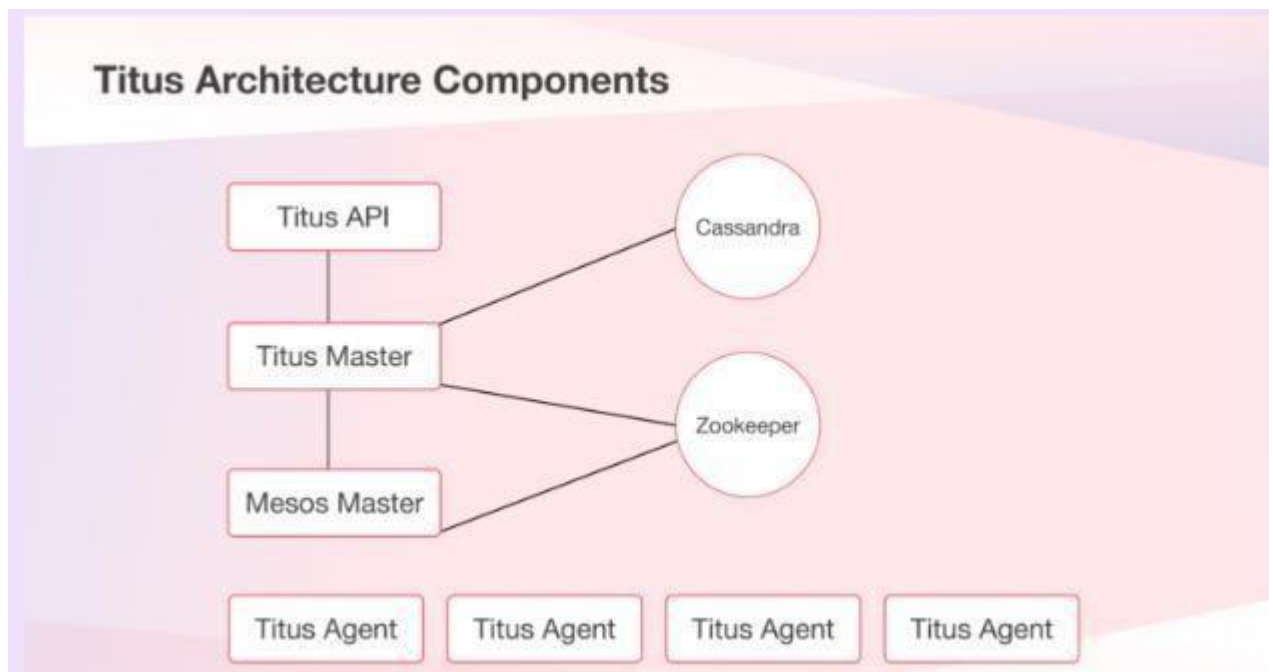 Titus Architecture Components
Titus API
Cassandra
Titus Master
Zookeeper
Mesos Master
Titus Agent
Titus Agent
Titus Agent
Titus Agent